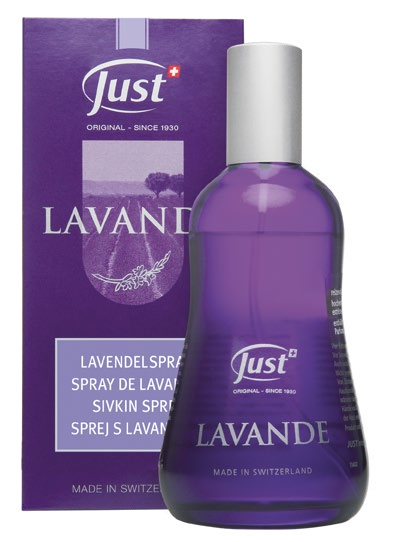 Just
ORIGINAL - SINCE 1930
LAVAND
LAVENDELSPRA
SPRAY DE LAVAN
SIVKIN SPRE
SPREJ S LAVAN
MADE IN SWITZER
Just
ORIGINAL - SINCE 1930
LAVANDE
MADE IN SWITZERLAND